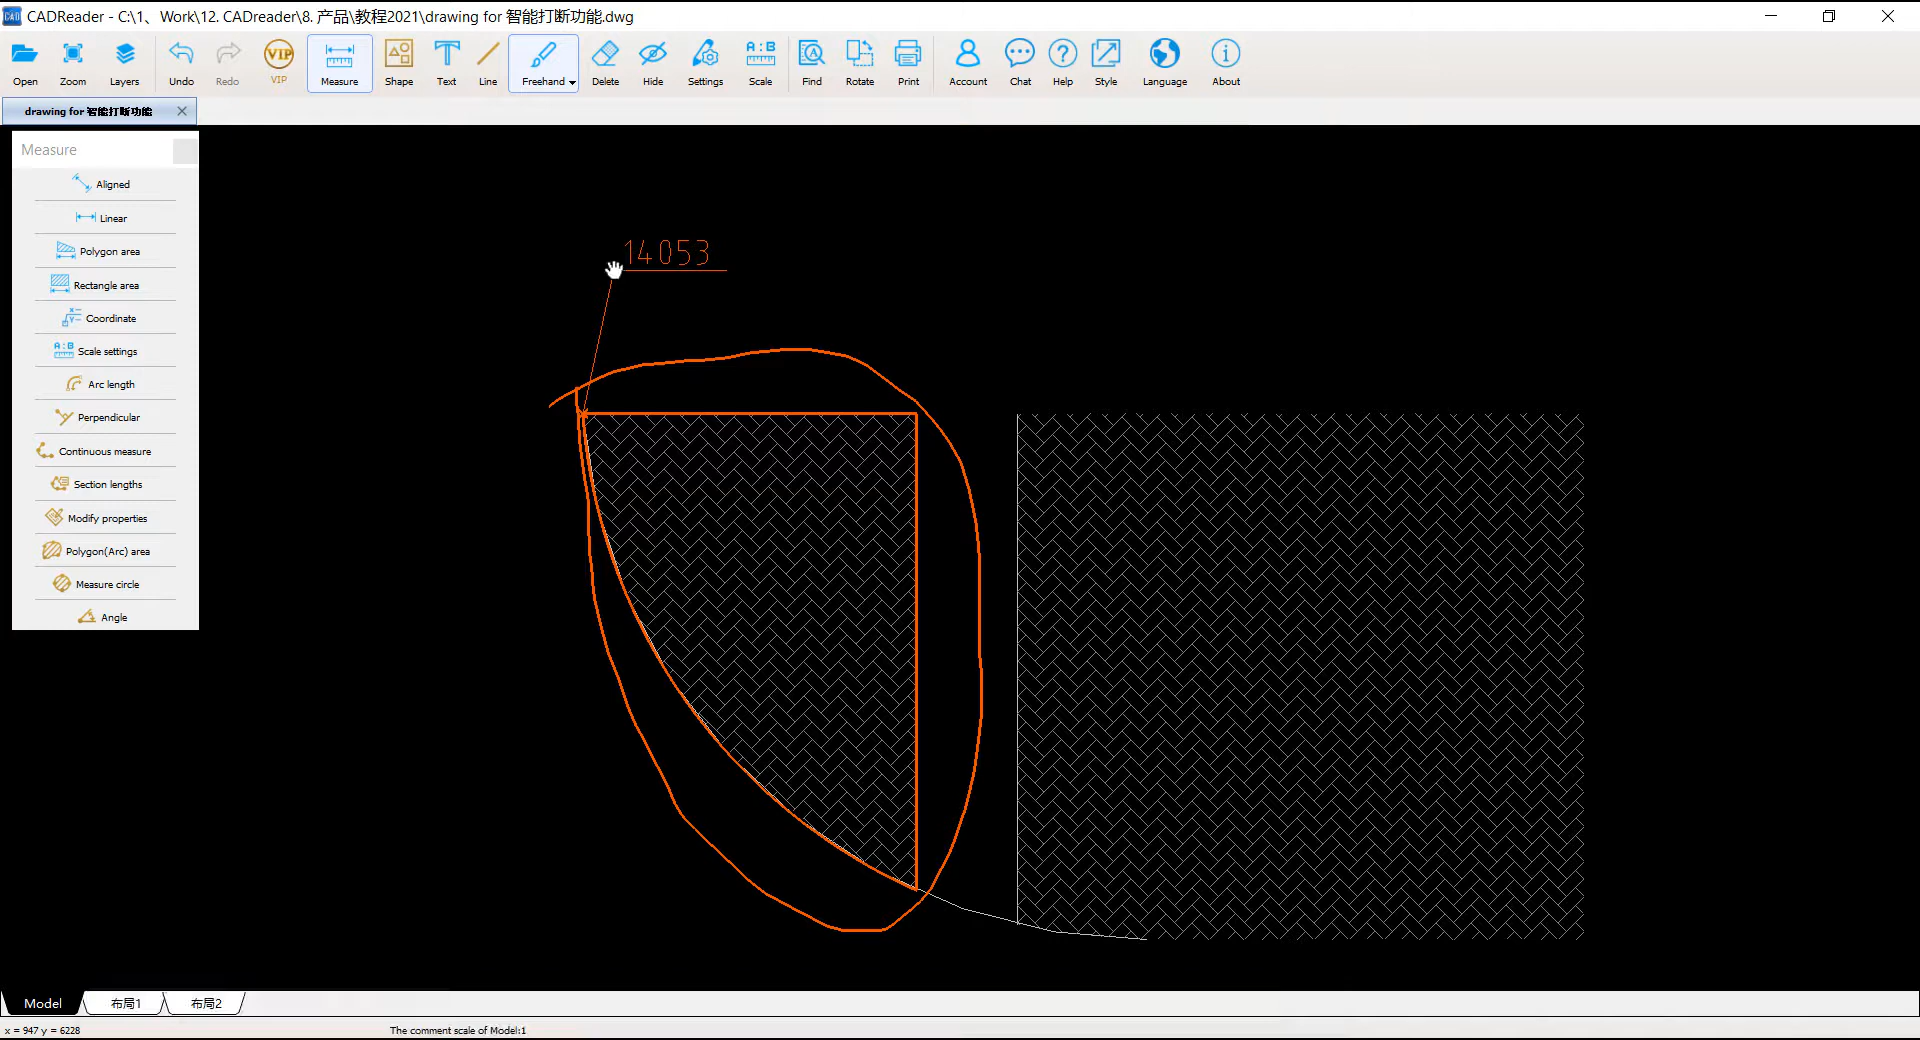 CADReader - C:\1、Work\12. CADreader\8. 产品\教程2021\drawing for 智能打断功能.dwg
Open Zoom Layers Undo Redo VIP Measure Shape Text Line Freehand Delete Hide Settings Scale Find Rotate Print Account Chat Help Style Language About
drawing for 智能打断功能
Measure
Aligned
Linear
Polygon area
Rectangle area
Coordinate
Scale settings
Arc length
Perpendicular
Continuous measure
Section lengths
Modify properties
Polygon(Arc) area
Measure circle
Angle
14053
Model 布局1 布局2
x = 947 y = 6228 The comment scale of Model:1